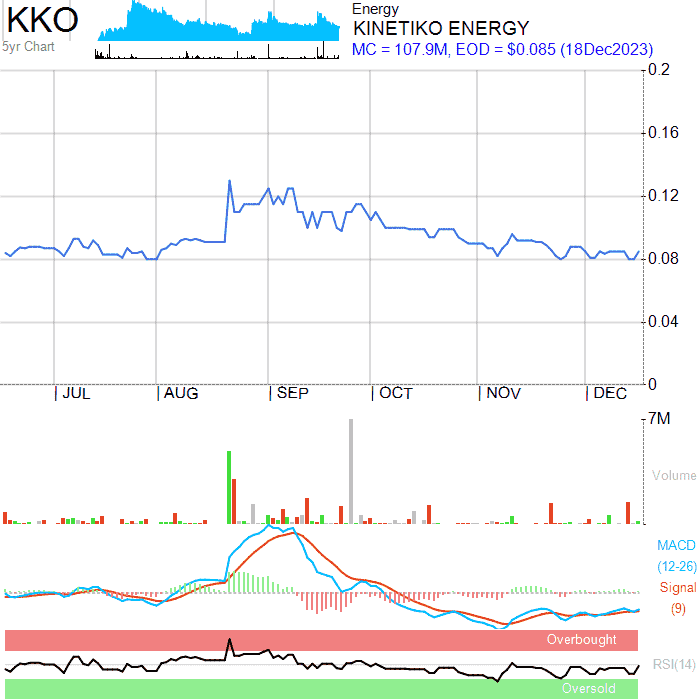 KKO
5yr Chart
Energy
KINETIKO ENERGY
MC = 107.9M, EOD = $0.085 (18Dec2023)
0.2
0.16
0.12
0.08
0.04
0
JUL
AUG
SEP
OCT
NOV
DEC
7M
Volume
MACD
(12-26)
Signal
(9)
Overbought
RSI(14)
Oversold